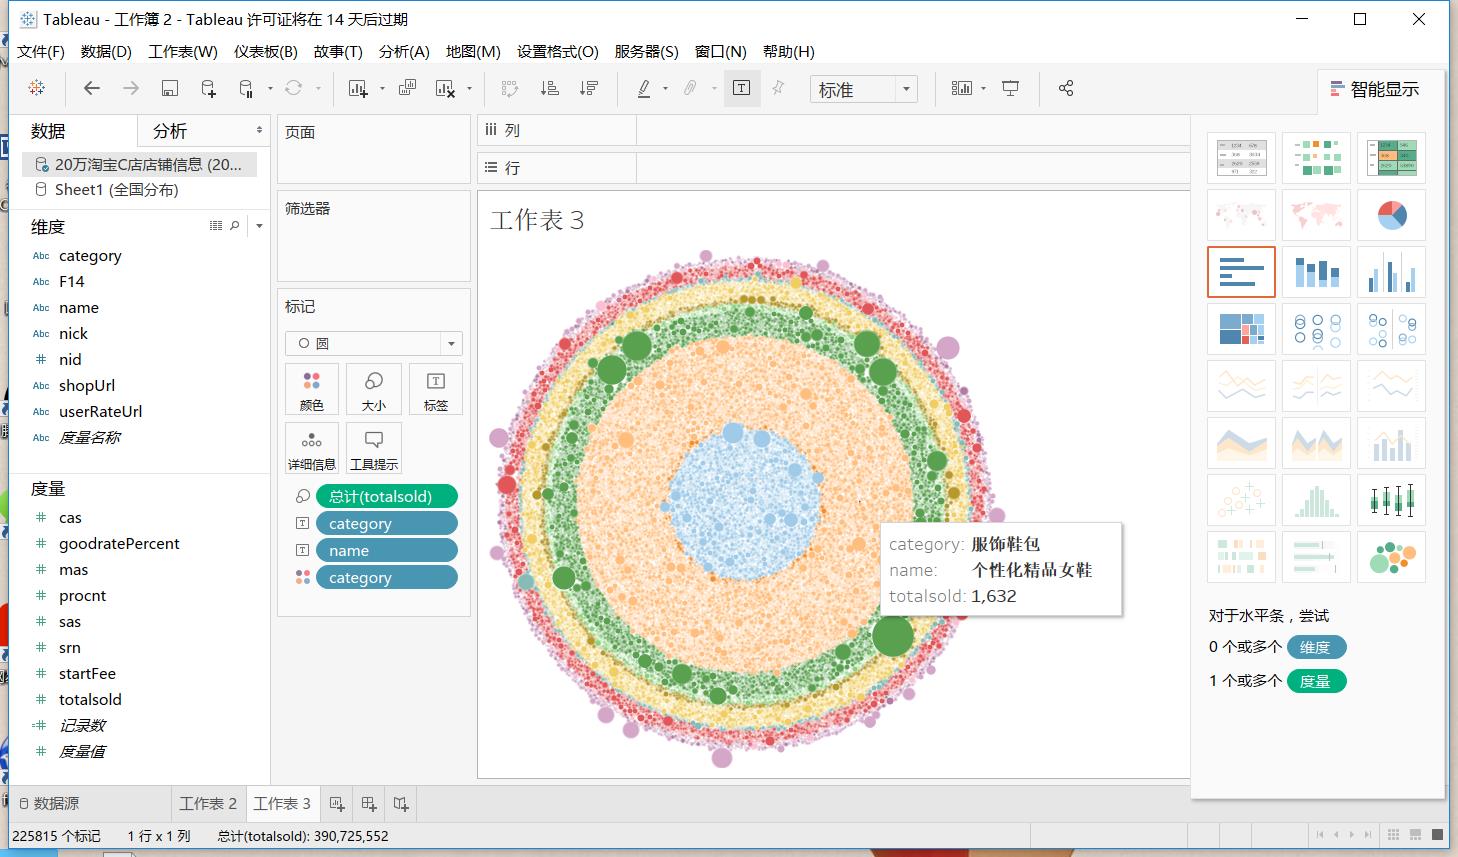 Tableau - 工作簿 2 - Tableau 许可证将在 14 天后过期
文件(F) 数据(D) 工作表(W) 仪表板(B) 故事(T) 分析(A) 地图(M) 设置格式(O) 服务器(S) 窗口(N) 帮助(H)
标准
智能显示
数据 分析
20万淘宝C店店铺信息 (20...
Sheet1 (全国分布)
维度
Abc category
Abc F14
Abc name
Abc nick
# nid
Abc shopUrl
Abc userRateUrl
Abc 度量名称
度量
# cas
# goodratePercent
# mas
# procnt
# sas
# srn
# startFee
# totalsold
# 记录数
# 度量值
页面
筛选器
标记
圆
颜色 大小 标签
详细信息 工具提示
总计(totalsold)
category
name
category
列
行
工作表 3
category: 服饰鞋包
name: 个性化精品女鞋
totalsold: 1,632
对于水平条，尝试
0 个或多个 维度
1 个或多个 度量
数据源 工作表 2 工作表 3
225815 个标记 1 行 x 1 列 总计(totalsold): 390,725,552